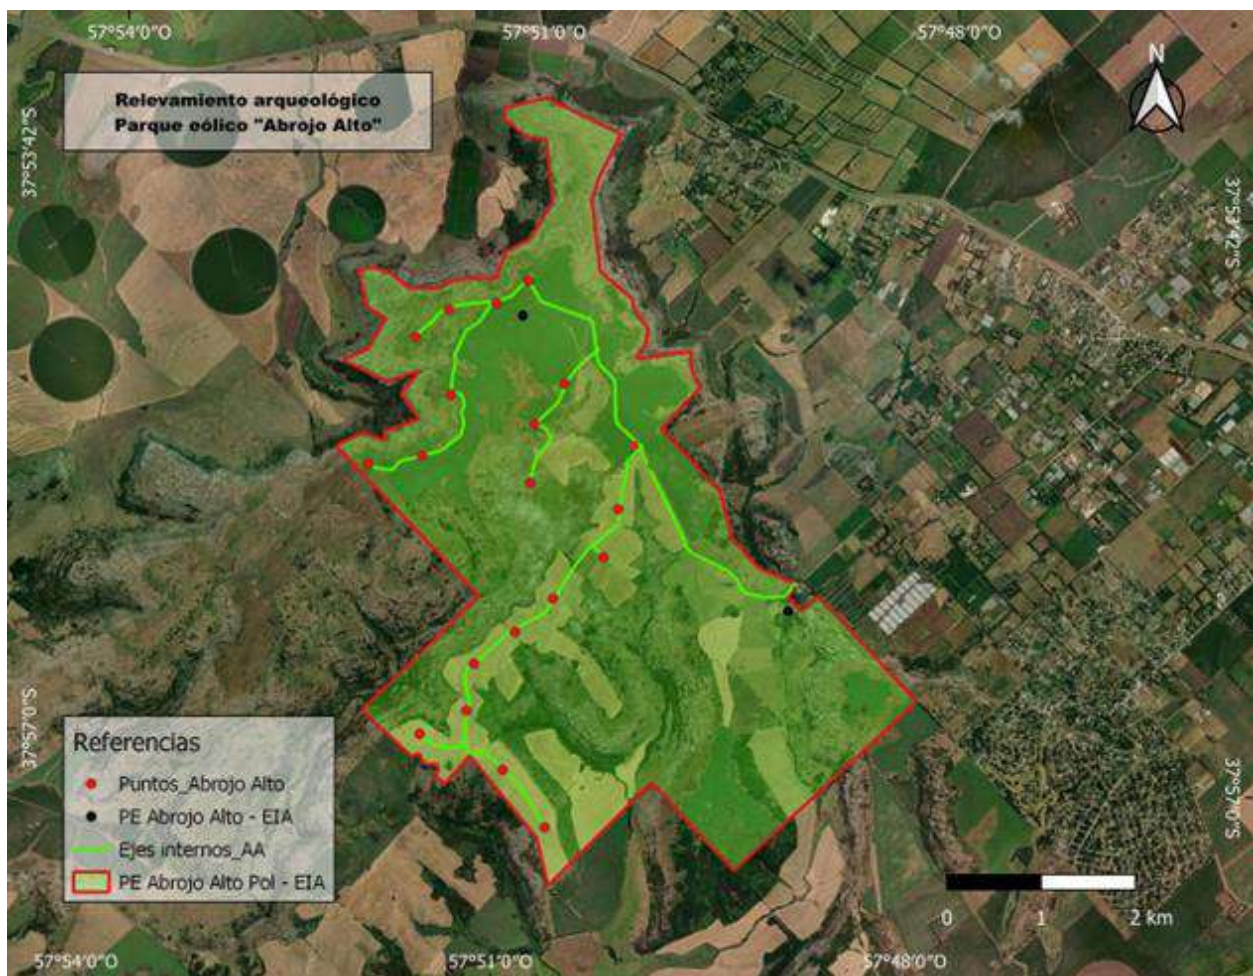 57°54'0"O
57°51'0"O
57°48'0"O
N
Relevamiento arqueológico
Parque eólico "Abrojo Alto"
37°53'42"S
37°53'42"S
37°57'0"S
37°57'0"S
Referencias
Puntos_Abrojo Alto
PE Abrojo Alto - EIA
Ejes internos_AA
PE Abrojo Alto Pol - EIA
0 1 2 km
57°54'0"O
57°51'0"O
57°48'0"O